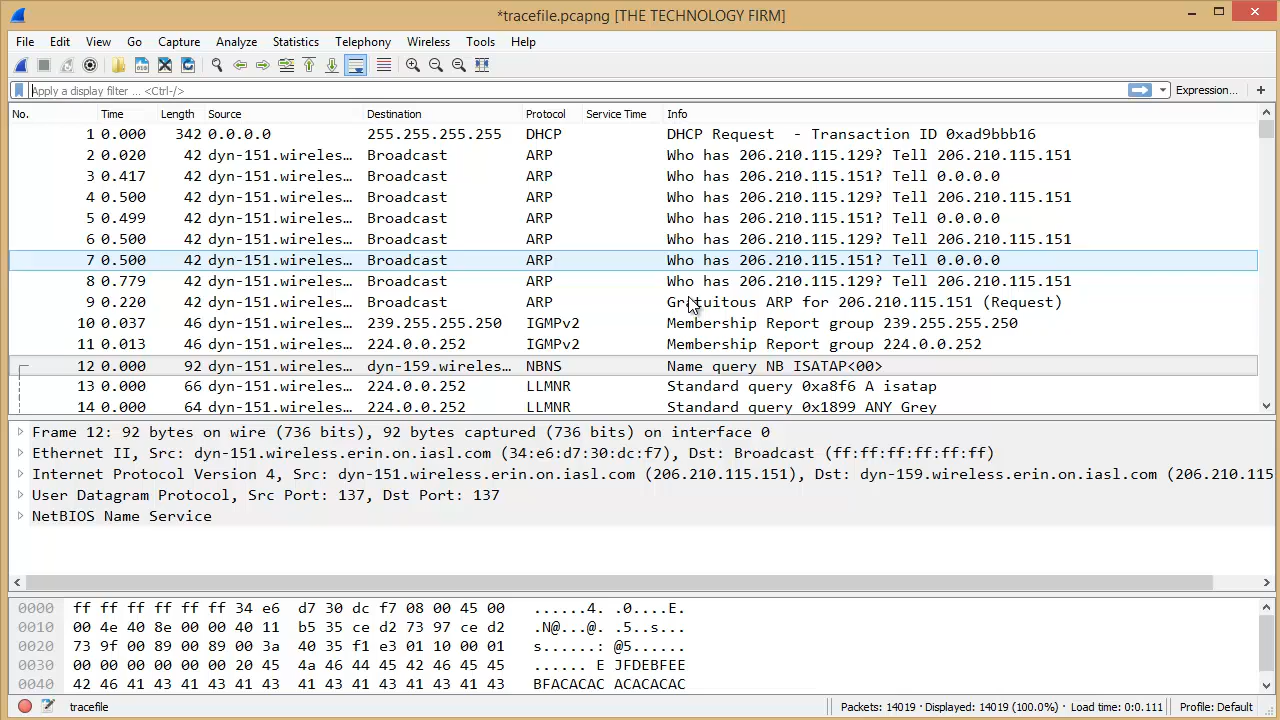 *tracefile.pcapng [THE TECHNOLOGY FIRM]
File Edit View Go Capture Analyze Statistics Telephony Wireless Tools Help
Apply a display filter ... <Ctrl-/> Expression... +
No. Time Length Source Destination Protocol Service Time Info
1 0.000 342 0.0.0.0 255.255.255.255 DHCP DHCP Request - Transaction ID 0xad9bbb16
2 0.020 42 dyn-151.wireles… Broadcast ARP Who has 206.210.115.129? Tell 206.210.115.151
3 0.417 42 dyn-151.wireles… Broadcast ARP Who has 206.210.115.151? Tell 0.0.0.0
4 0.500 42 dyn-151.wireles… Broadcast ARP Who has 206.210.115.129? Tell 206.210.115.151
5 0.499 42 dyn-151.wireles… Broadcast ARP Who has 206.210.115.151? Tell 0.0.0.0
6 0.500 42 dyn-151.wireles… Broadcast ARP Who has 206.210.115.129? Tell 206.210.115.151
7 0.500 42 dyn-151.wireles… Broadcast ARP Who has 206.210.115.151? Tell 0.0.0.0
8 0.779 42 dyn-151.wireles… Broadcast ARP Who has 206.210.115.129? Tell 206.210.115.151
9 0.220 42 dyn-151.wireles… Broadcast ARP Gratuitous ARP for 206.210.115.151 (Request)
10 0.037 46 dyn-151.wireles… 239.255.255.250 IGMPv2 Membership Report group 239.255.255.250
11 0.013 46 dyn-151.wireles… 224.0.0.252 IGMPv2 Membership Report group 224.0.0.252
12 0.000 92 dyn-151.wireles… dyn-159.wireles… NBNS Name query NB ISATAP<00>
13 0.000 66 dyn-151.wireles… 224.0.0.252 LLMNR Standard query 0xa8f6 A isatap
14 0.000 64 dyn-151.wireles… 224.0.0.252 LLMNR Standard query 0x1899 ANY Grey
Frame 12: 92 bytes on wire (736 bits), 92 bytes captured (736 bits) on interface 0
Ethernet II, Src: dyn-151.wireless.erin.on.iasl.com (34:e6:d7:30:dc:f7), Dst: Broadcast (ff:ff:ff:ff:ff:ff)
Internet Protocol Version 4, Src: dyn-151.wireless.erin.on.iasl.com (206.210.115.151), Dst: dyn-159.wireless.erin.on.iasl.com (206.210.115
User Datagram Protocol, Src Port: 137, Dst Port: 137
NetBIOS Name Service
0000 ff ff ff ff ff ff 34 e6 d7 30 dc f7 08 00 45 00 ......4. .0....E.
0010 00 4e 40 8e 00 00 40 11 b5 35 ce d2 73 97 ce d2 .N@...@. .5..s...
0020 73 9f 00 89 00 89 00 3a 40 35 f1 e3 01 10 00 01 s......: @5......
0030 00 00 00 00 00 00 20 45 4a 46 44 45 42 46 45 45 ...... E JFDEBFEE
0040 42 46 41 43 41 43 41 43 41 43 41 43 41 43 41 43 BFACACAC ACACACAC
tracefile Packets: 14019 · Displayed: 14019 (100.0%) · Load time: 0:0.111 Profile: Default